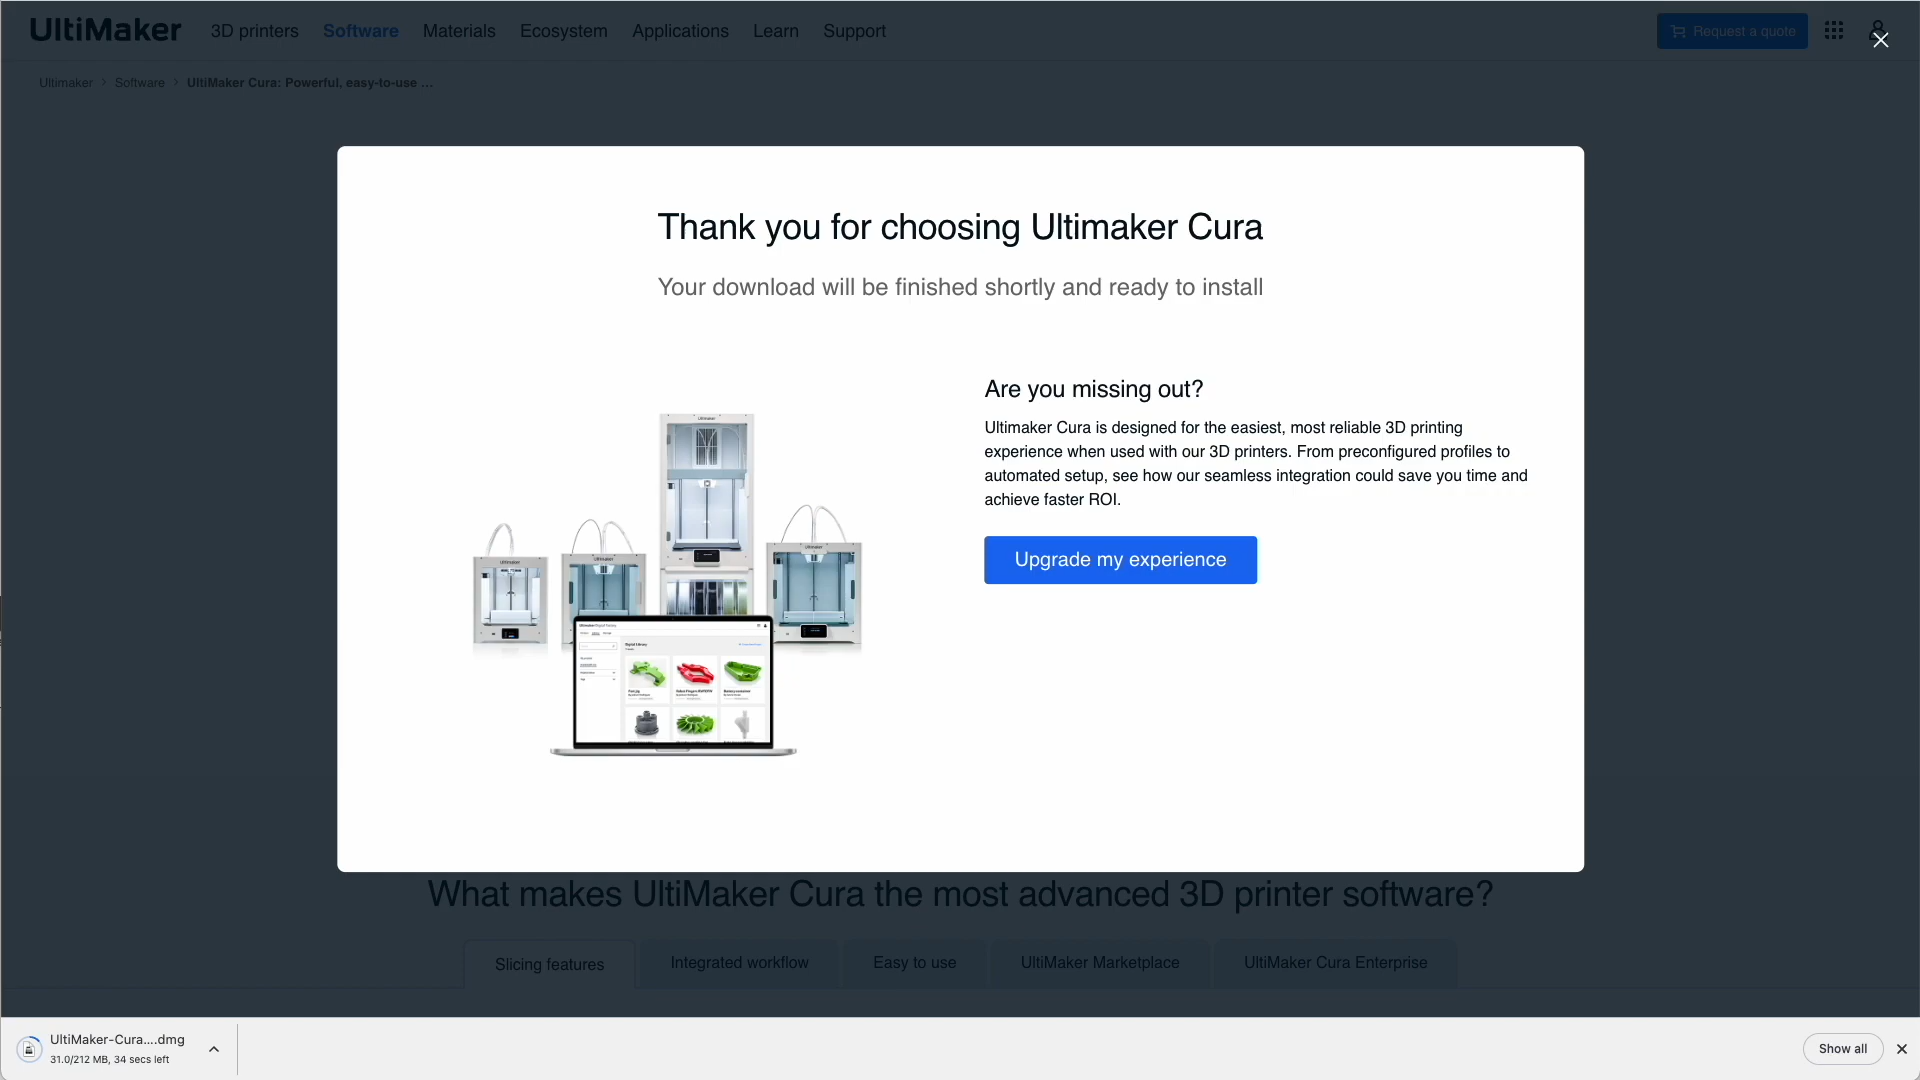 UltiMaker
3D printers
Software
Materials
Ecosystem
Applications
Learn
Support
Request a quote
Ultimaker > Software > UltiMaker Cura: Powerful, easy-to-use ...
Thank you for choosing Ultimaker Cura
Your download will be finished shortly and ready to install
Are you missing out?
Ultimaker Cura is designed for the easiest, most reliable 3D printing
experience when used with our 3D printers. From preconfigured profiles to
automated setup, see how our seamless integration could save you time and
achieve faster ROI.
Upgrade my experience
Digital Library
What makes UltiMaker Cura the most advanced 3D printer software?
Slicing features
Integrated workflow
Easy to use
UltiMaker Marketplace
UltiMaker Cura Enterprise
UltiMaker-Cura....dmg
31.0/212 MB, 34 secs left
Show all